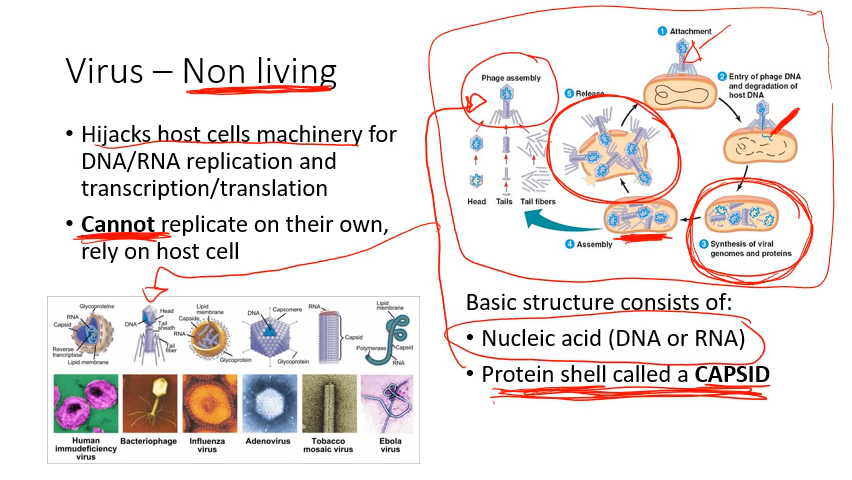 Virus – Non living
• Hijacks host cells machinery for
DNA/RNA replication and
transcription/translation
• Cannot replicate on their own,
rely on host cell
1 Attachment
2 Entry of phage DNA
and degradation of
host DNA
Phage assembly
5 Release
Head Tails Tail fibers
4 Assembly
3 Synthesis of viral
genomes and proteins
Basic structure consists of:
• Nucleic acid (DNA or RNA)
• Protein shell called a CAPSID
Glycoproteins
RNA
Capsid
Reverse
trancriptase
Lipid membrane
Head
DNA
Tail
sheath
Tail
fiber
Lipid
membrane
Capside
RNA
Glycoprotein
DNA
Capsomere
Glycoprotein
RNA
Capsid
Lipid
membrane
Polymerase
Capsid
RNA
Human
immudeficiency
virus
Bacteriophage
Influenza
virus
Adenovirus
Tobacco
mosaic virus
Ebola
virus